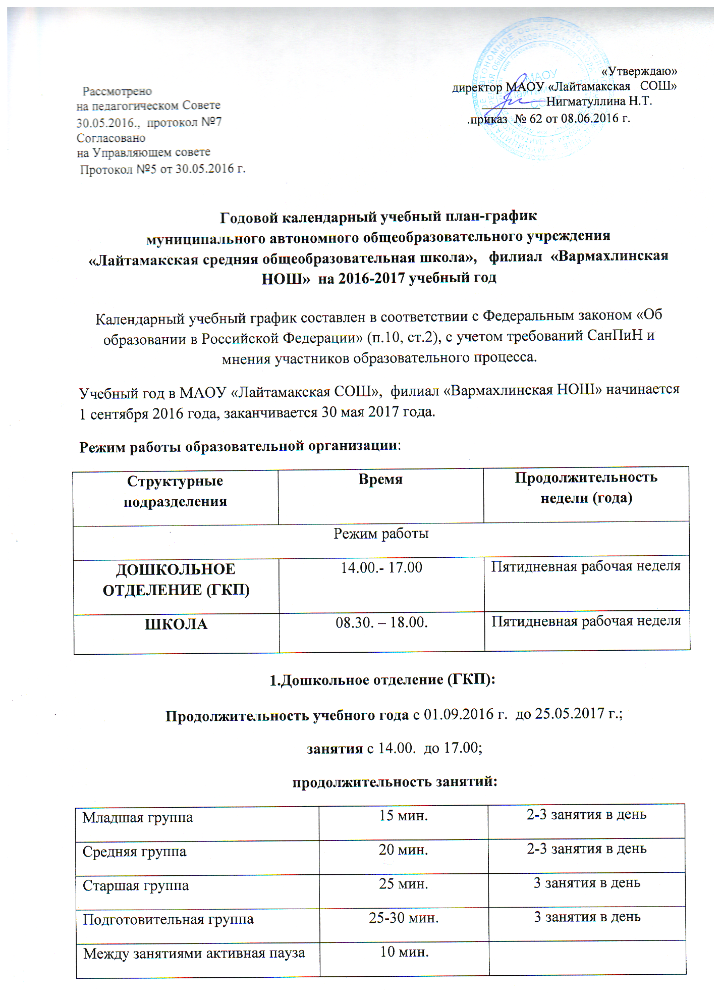 Рассмотрено
на педагогическом Совете
30.05.2016., протокол №7
Согласовано
на Управляющем совете
Протокол №5 от 30.05.2016 г.
«Утверждаю»
директор МАОУ «Лайтамакская СОШ»
_________ Нигматуллина Н.Т.
.приказ № 62 от 08.06.2016 г.
МАОУ
Годовой календарный учебный план-график
муниципального автономного общеобразовательного учреждения
«Лайтамакская средняя общеобразовательная школа», филиал «Вармахлинская
НОШ» на 2016-2017 учебный год
Календарный учебный график составлен в соответствии с Федеральным законом «Об
образовании в Российской Федерации» (п.10, ст.2), с учетом требований СанПиН и
мнения участников образовательного процесса.
Учебный год в МАОУ «Лайтамакская СОШ», филиал «Вармахлинская НОШ» начинается
1 сентября 2016 года, заканчивается 30 мая 2017 года.
Режим работы образовательной организации:
Структурные подразделения Время Продолжительность недели (года)
Режим работы
ДОШКОЛЬНОЕ ОТДЕЛЕНИЕ (ГКП) 14.00.- 17.00 Пятидневная рабочая неделя
ШКОЛА 08.30. – 18.00. Пятидневная рабочая неделя
1.Дошкольное отделение (ГКП):
Продолжительность учебного года с 01.09.2016 г. до 25.05.2017 г.;
занятия с 14.00. до 17.00;
продолжительность занятий:
Младшая группа 15 мин. 2-3 занятия в день
Средняя группа 20 мин. 2-3 занятия в день
Старшая группа 25 мин. 3 занятия в день
Подготовительная группа 25-30 мин. 3 занятия в день
Между занятиями активная пауза 10 мин.